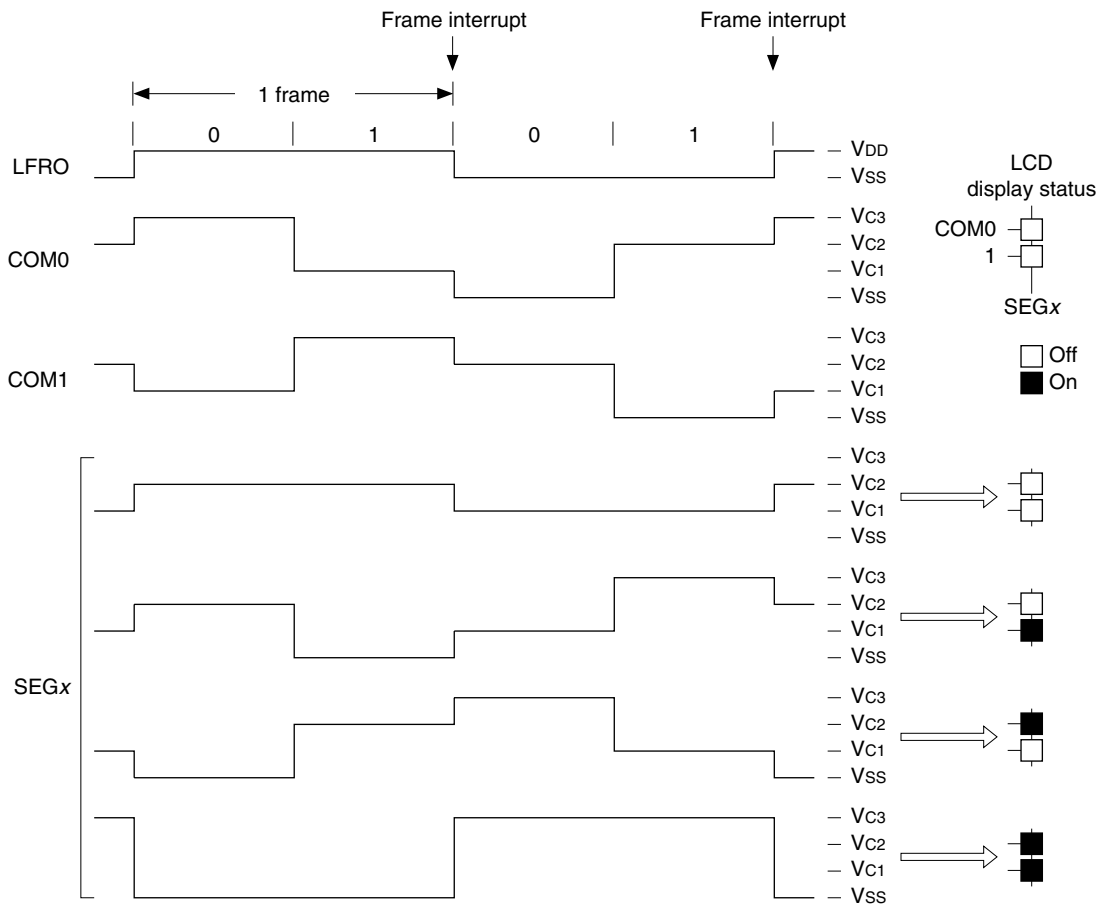 Frame interrupt Frame interrupt
1 frame
0 1 0 1
LFRO
VDD
VSS
COM0
VC3
VC2
VC1
VSS
COM1
VC3
VC2
VC1
VSS
SEGx
VC3
VC2
VC1
VSS
VC3
VC2
VC1
VSS
VC3
VC2
VC1
VSS
VC3
VC2
VC1
VSS
LCD
display status
COM0
1
SEGx
Off
On